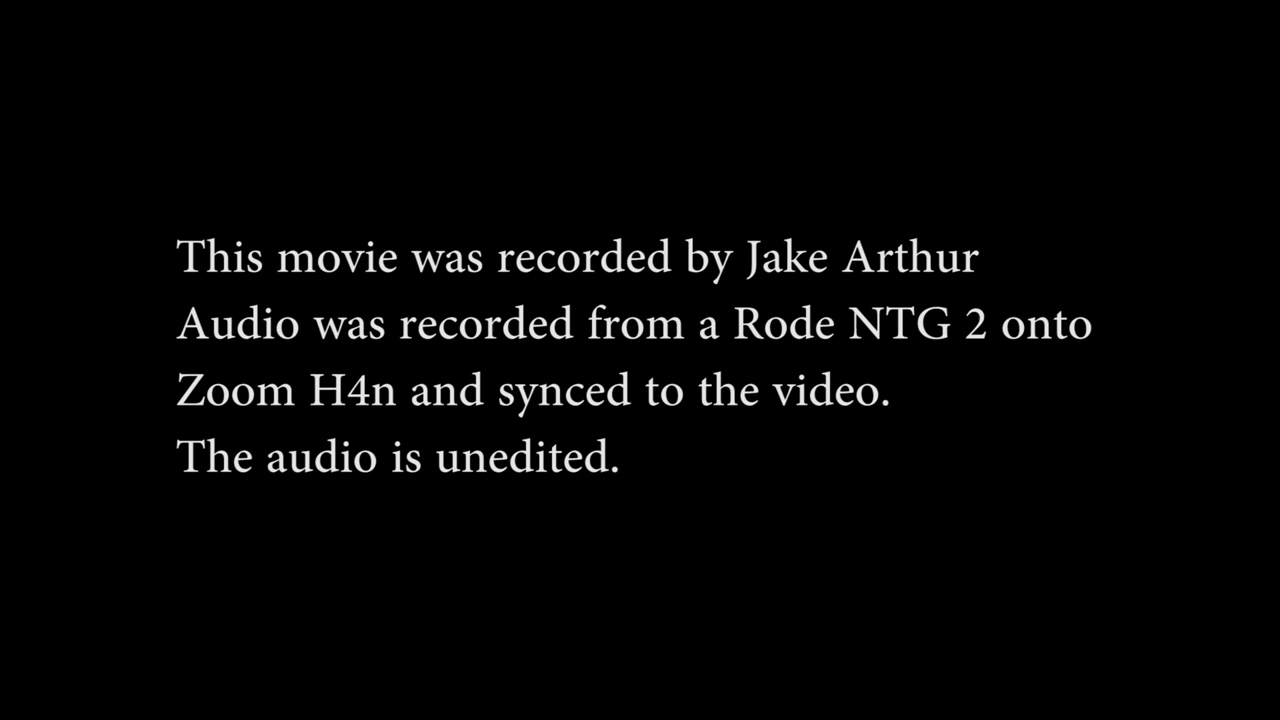 This movie was recorded by Jake Arthur
Audio was recorded from a Rode NTG 2 onto
Zoom H4n and synced to the video.
The audio is unedited.